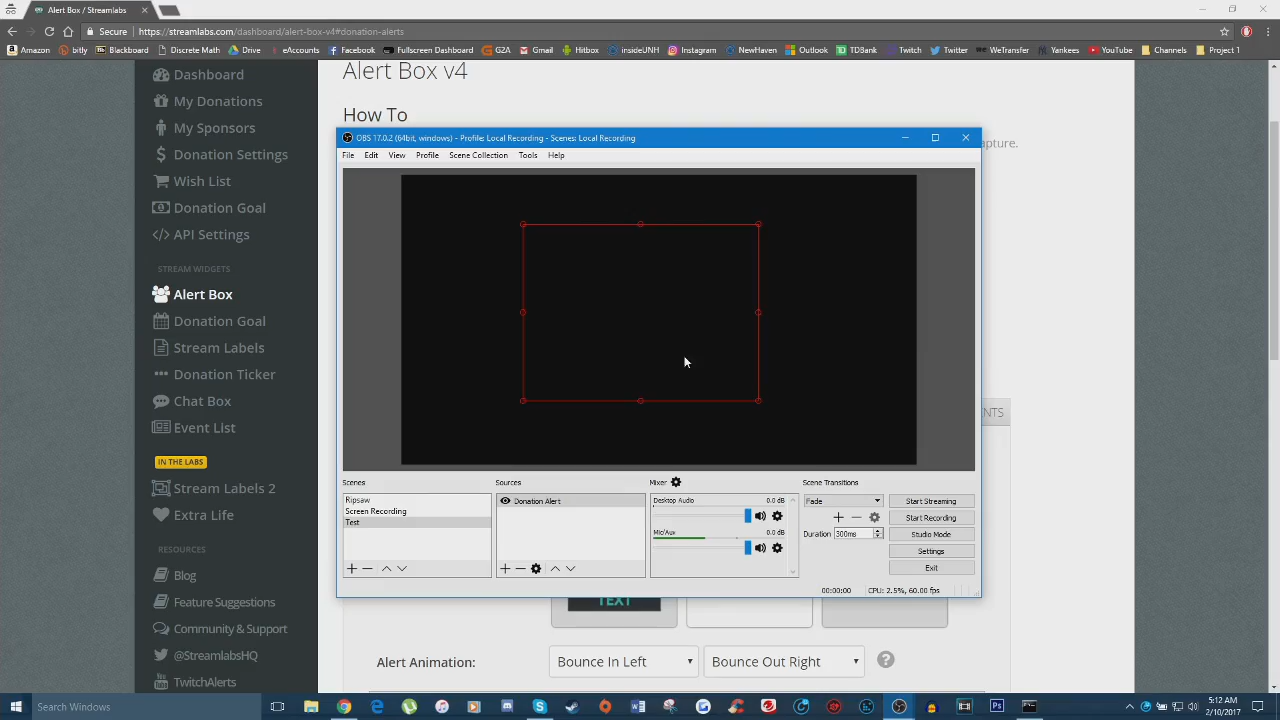 Alert Box / Streamlabs
Secure
https://streamlabs.com/dashboard/alert-box-v4#donation-alerts
Amazon
bitly
Blackboard
Discrete Math
Drive
eAccounts
Facebook
Fullscreen Dashboard
G2A
Gmail
Hitbox
insideUNH
Instagram
NewHaven
Outlook
TDBank
Twitch
Twitter
WeTransfer
Yankees
YouTube
Channels
Project 1
Dashboard
My Donations
My Sponsors
Donation Settings
Wish List
Donation Goal
API Settings
STREAM WIDGETS
Alert Box
Donation Goal
Stream Labels
Donation Ticker
Chat Box
Event List
IN THE LABS
Stream Labels 2
Extra Life
RESOURCES
Blog
Feature Suggestions
Community & Support
@StreamlabsHQ
TwitchAlerts
Alert Box v4
How To
apture.
OBS 17.0.2 (64bit, windows) - Profile: Local Recording - Scenes: Local Recording
File
Edit
View
Profile
Scene Collection
Tools
Help
Scenes
Ripsaw
Screen Recording
Test
Sources
Donation Alert
Mixer
Desktop Audio
0.0 dB
Mic/Aux
0.0 dB
Scene Transitions
Fade
Duration
300ms
Start Streaming
Start Recording
Studio Mode
Settings
Exit
00:00:00
CPU: 2.5%, 60.00 fps
NTS
TEXT
Alert Animation:
Bounce In Left
Bounce Out Right
?
Search Windows
5:12 AM
2/10/2017